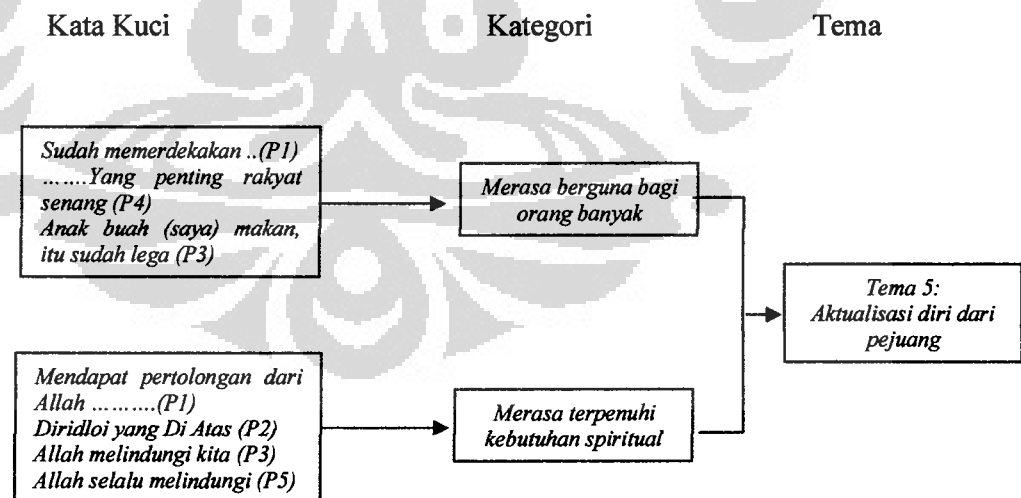 Kata Kuci Kategori Tema
Sudah memerdekakan ..(P1)
.......Yang penting rakyat
senang (P4)
Anak buah (saya) makan,
itu sudah lega (P3)
Merasa berguna bagi
orang banyak
Tema 5:
Aktualisasi diri dari
pejuang
Mendapat pertolongan dari
Allah ..........(P1)
Diridloi yang Di Atas (P2)
Allah melindungi kita (P3)
Allah selalu melindungi (P5)
Merasa terpenuhi
kebutuhan spiritual